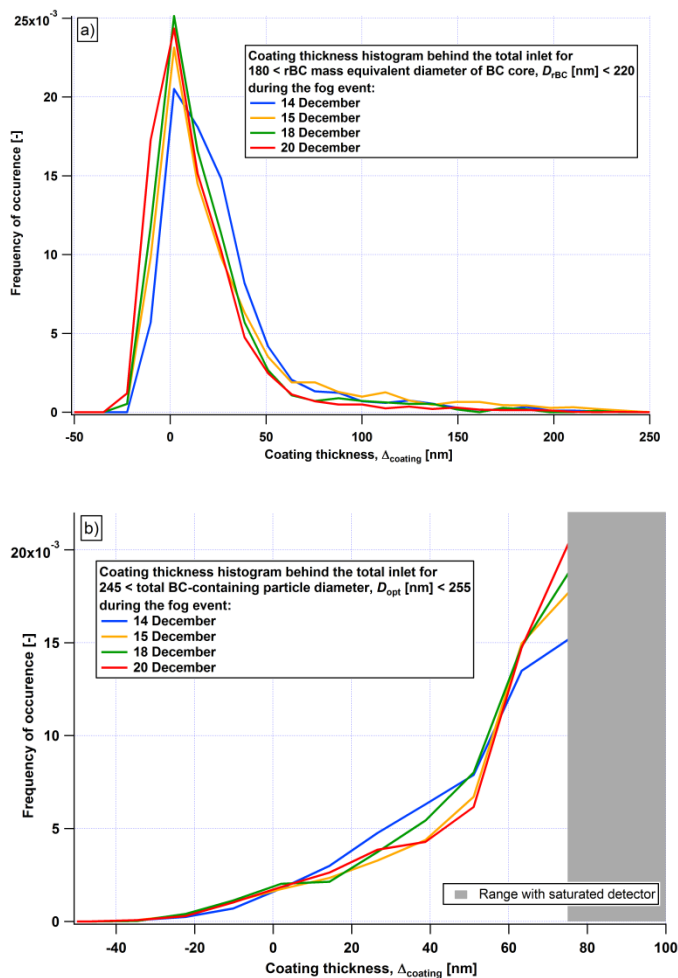 a)
25x10⁻³
20
15
10
5
0
Frequency of occurence [-]
Coating thickness histogram behind the total inlet for
180 < rBC mass equivalent diameter of BC core, D_rBC [nm] < 220
during the fog event:
14 December
15 December
18 December
20 December
-50 0 50 100 150 200 250
Coating thickness, Δ_coating [nm]
b)
20x10⁻³
15
10
5
0
Frequency of occurence [-]
Coating thickness histogram behind the total inlet for
245 < total BC-containing particle diameter, D_opt [nm] < 255
during the fog event:
14 December
15 December
18 December
20 December
Range with saturated detector
-40 -20 0 20 40 60 80 100
Coating thickness, Δ_coating [nm]